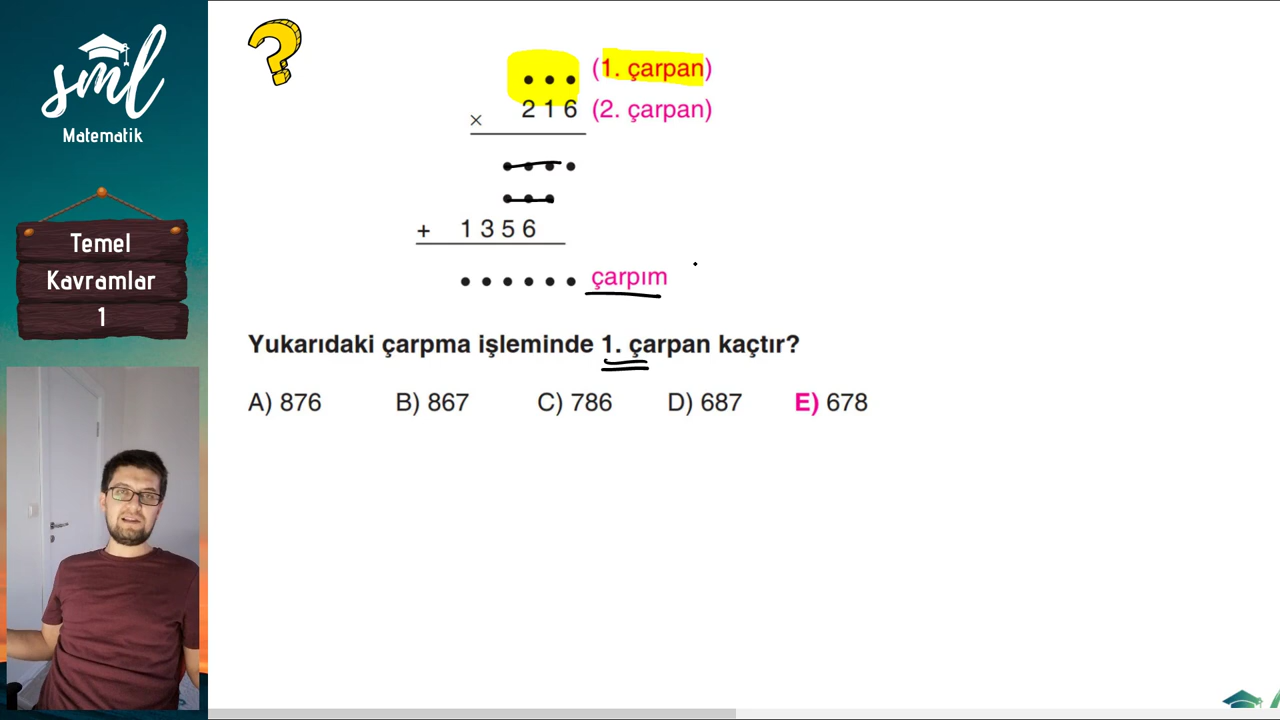 sml
Matematik
Temel
Kavramlar
1
(1. çarpan)
216 (2. çarpan)
×
+ 1356
çarpım
Yukarıdaki çarpma işleminde 1. çarpan kaçtır?
A) 876 B) 867 C) 786 D) 687 E) 678